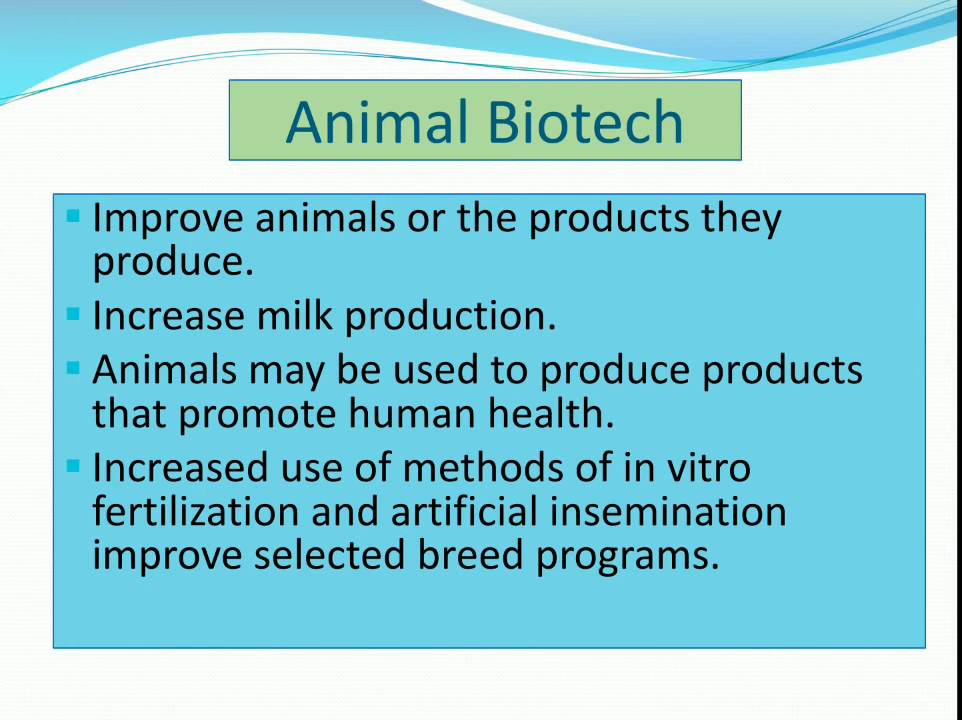 Animal Biotech
▪ Improve animals or the products they
produce.
▪ Increase milk production.
▪ Animals may be used to produce products
that promote human health.
▪ Increased use of methods of in vitro
fertilization and artificial insemination
improve selected breed programs.